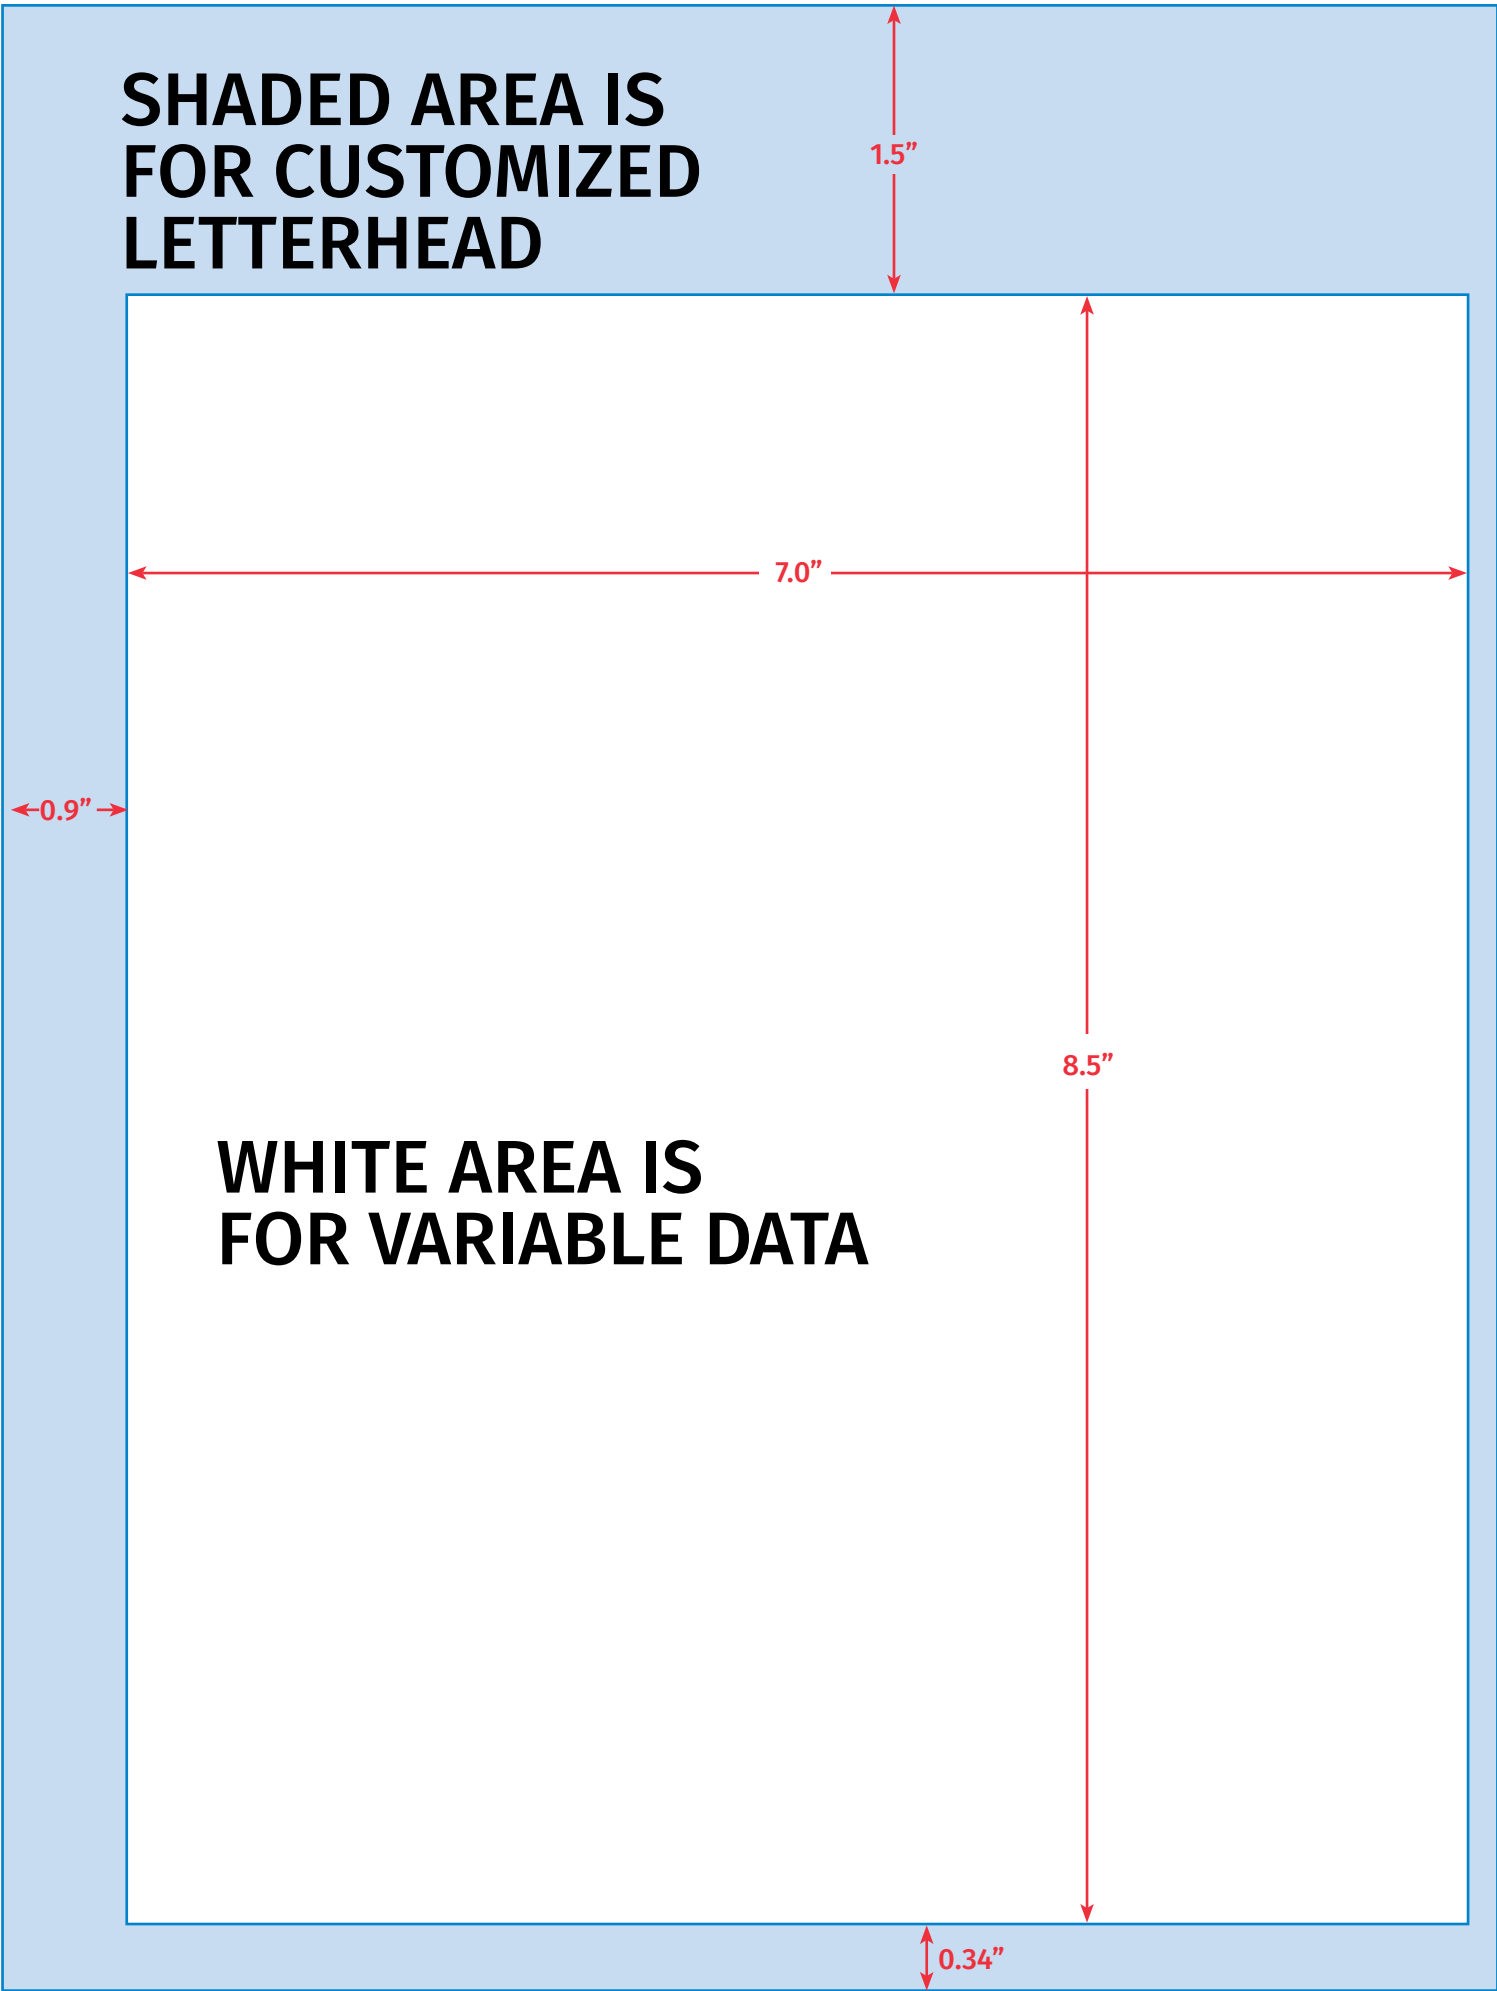 SHADED AREA IS
FOR CUSTOMIZED
LETTERHEAD
1.5”
7.0”
0.9”
8.5”
WHITE AREA IS
FOR VARIABLE DATA
0.34”